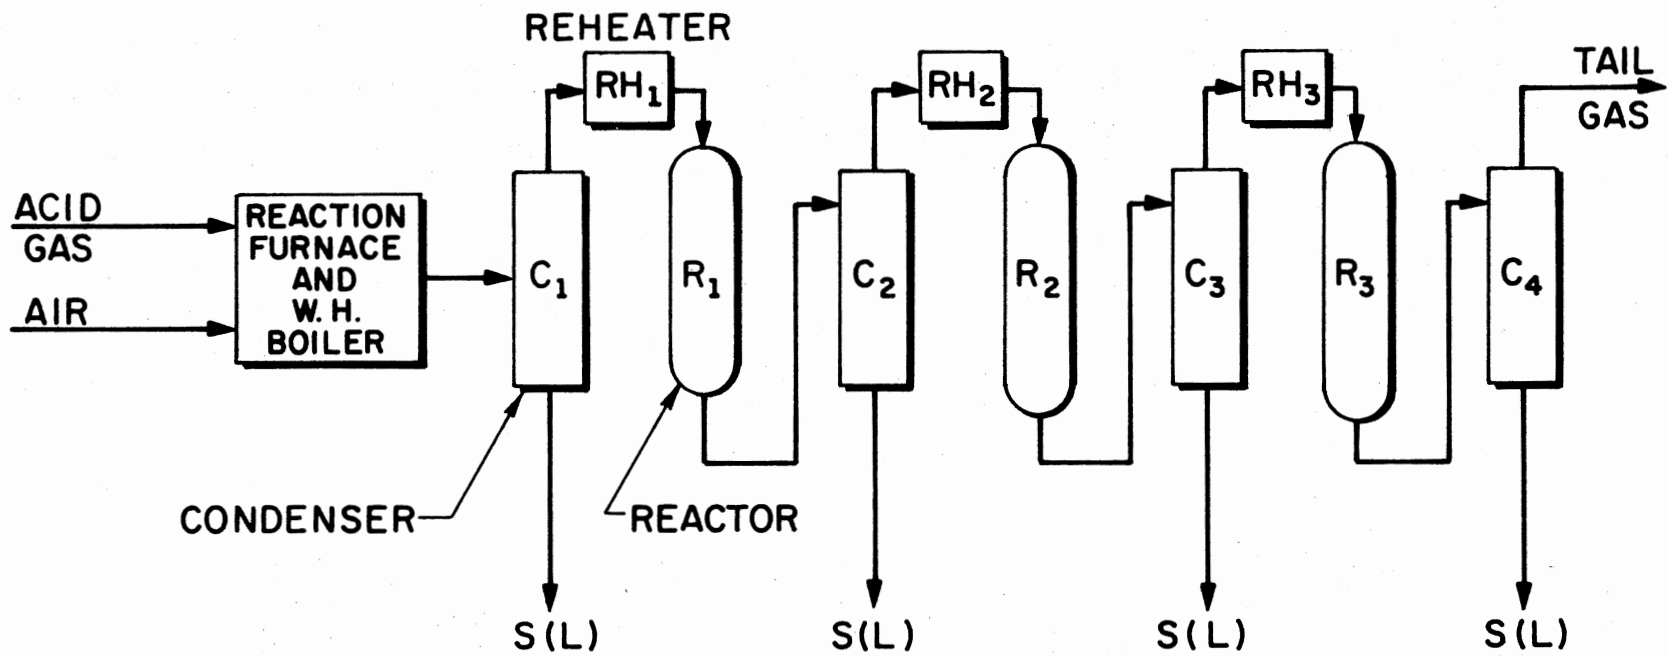 REHEATER
RH1
RH2
RH3
TAIL
GAS
ACID
GAS
AIR
REACTION
FURNACE
AND
W. H.
BOILER
C1
R1
C2
R2
C3
R3
C4
CONDENSER
REACTOR
S(L)
S(L)
S(L)
S(L)